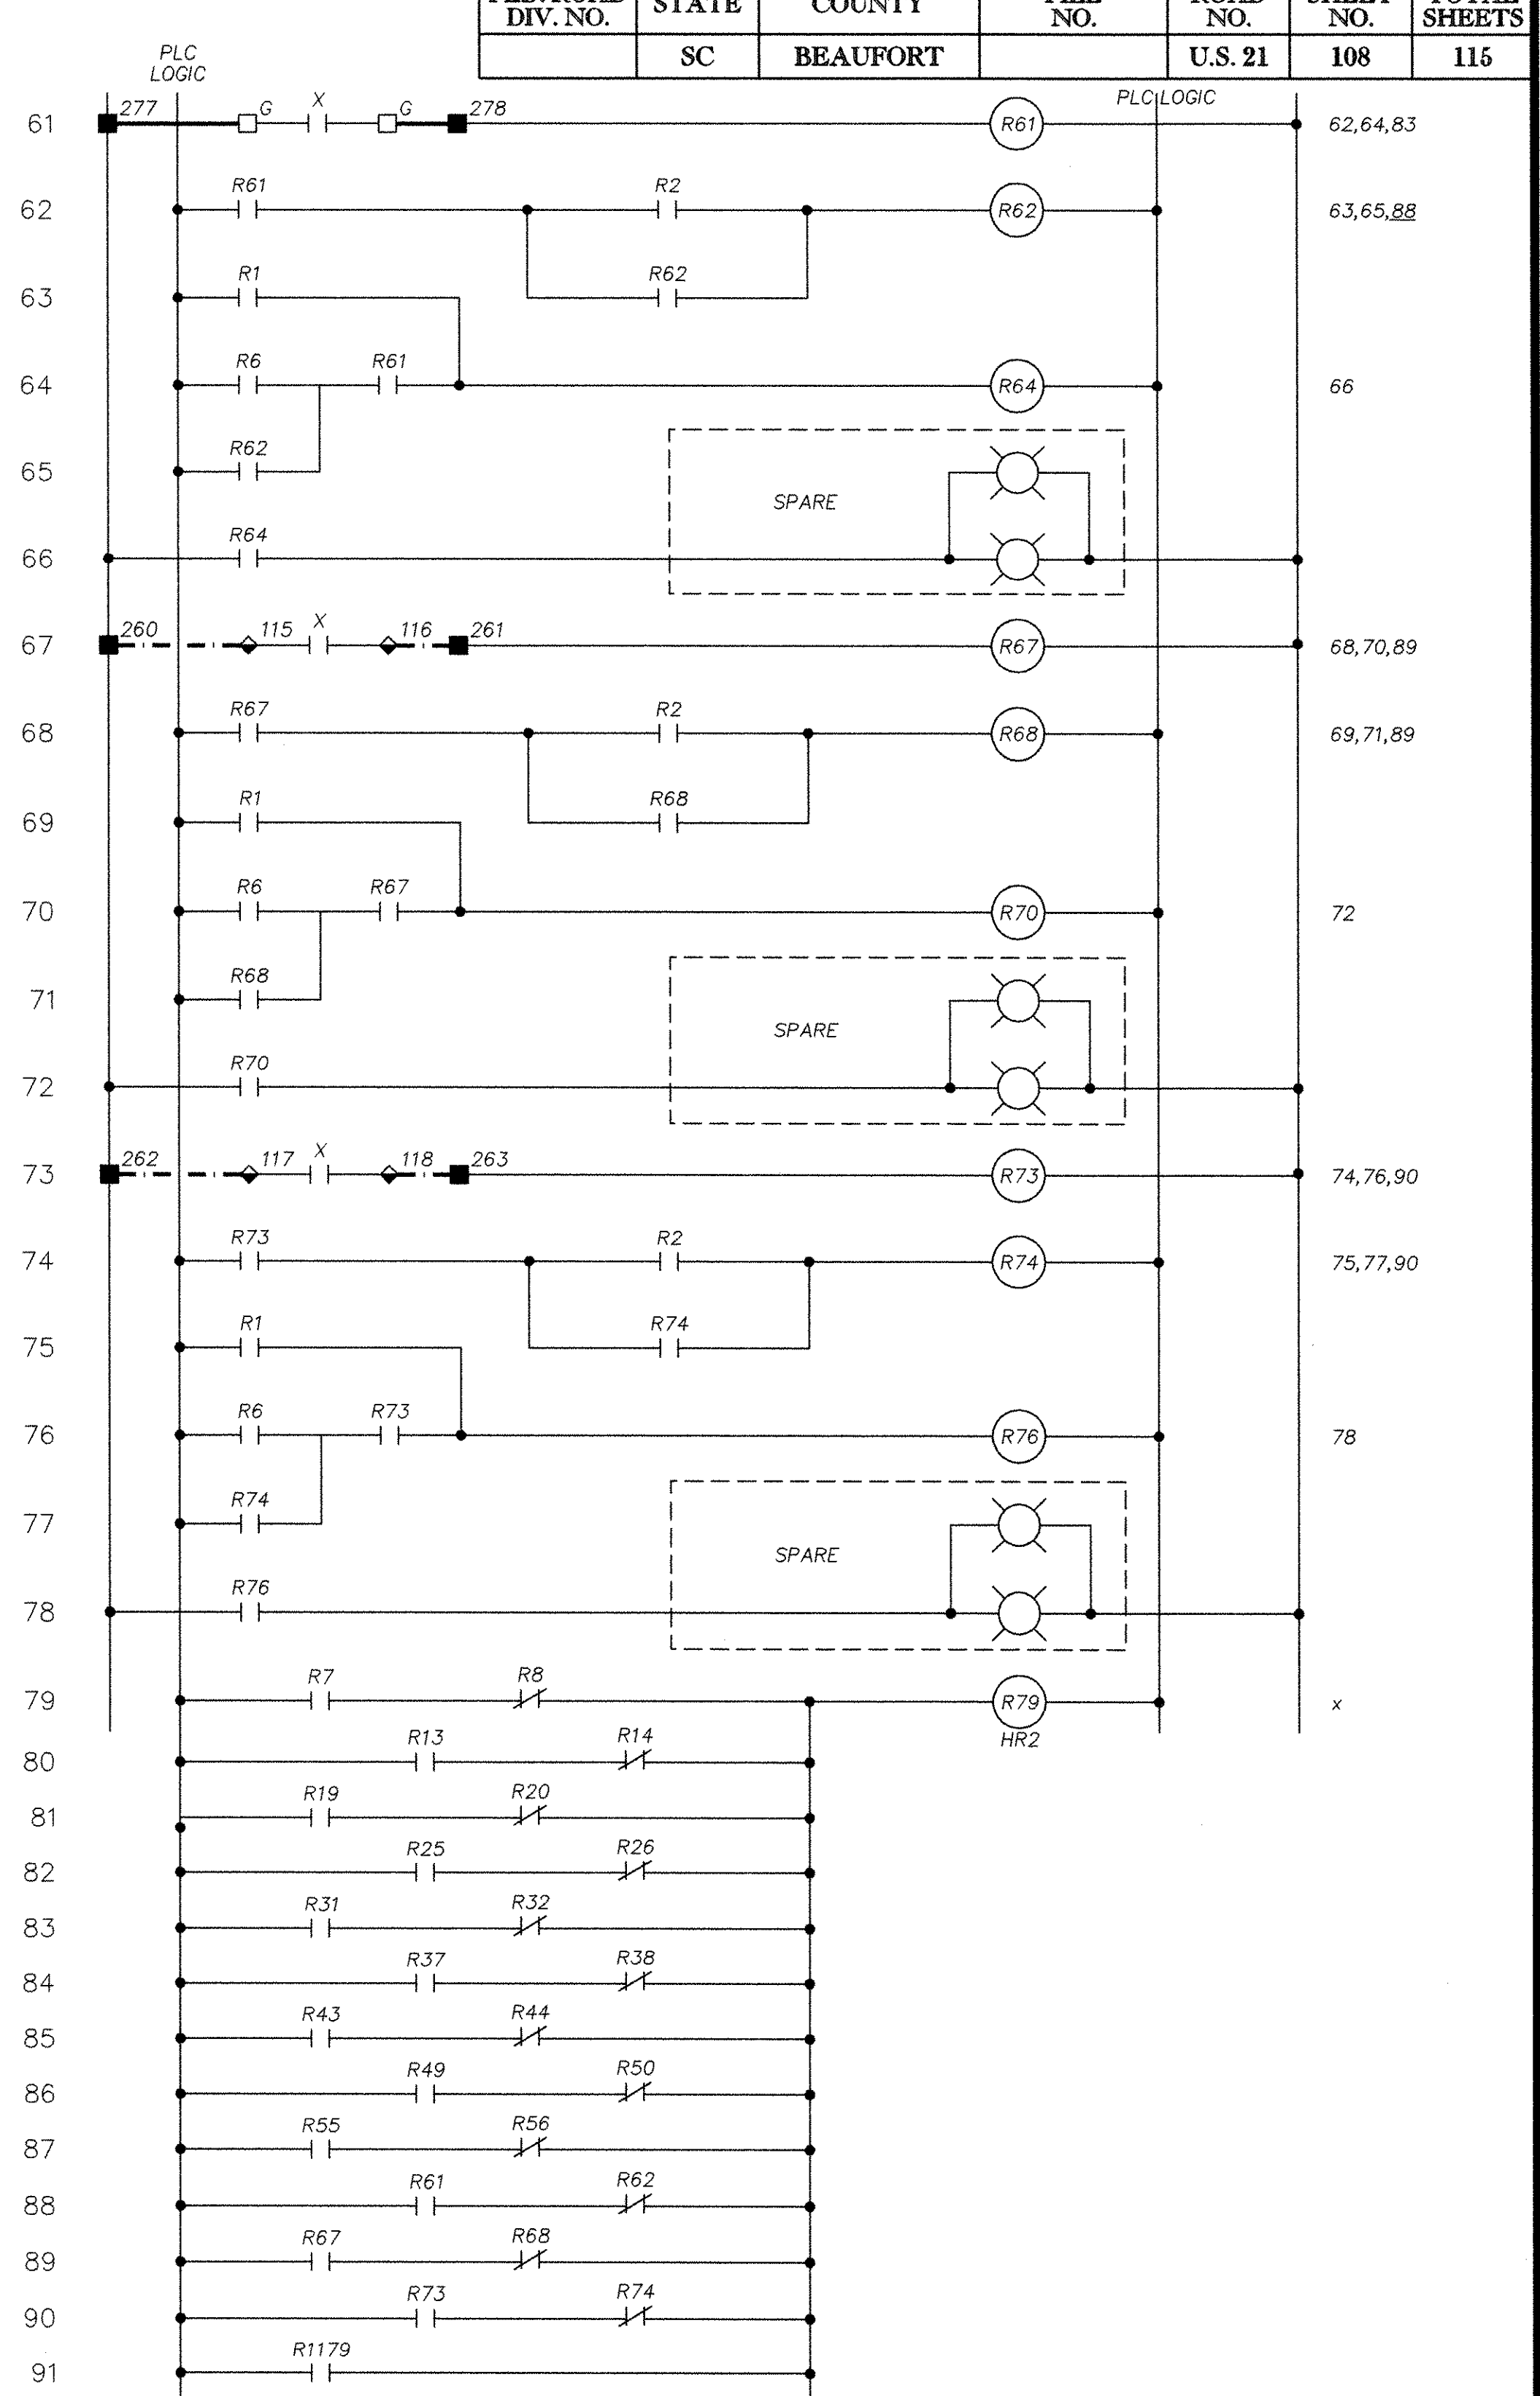 DIV. NO. STATE COUNTY NO. NO. NO. SHEETS
SC BEAUFORT U.S. 21 108 115
PLC
LOGIC
PLC LOGIC
61 277 G X G 278 R61 62,64,83
62 R61 R2 R62 63,65,88
63 R1 R62
64 R6 R61 R64 66
65 R62
SPARE
66 R64
67 260 115 X 116 261 R67 68,70,89
68 R67 R2 R68 69,71,89
69 R1 R68
70 R6 R67 R70 72
71 R68
SPARE
72 R70
73 262 117 X 118 263 R73 74,76,90
74 R73 R2 R74 75,77,90
75 R1 R74
76 R6 R73 R76 78
77 R74
SPARE
78 R76
79 R7 R8 R79 x
HR2
80 R13 R14
81 R19 R20
82 R25 R26
83 R31 R32
84 R37 R38
85 R43 R44
86 R49 R50
87 R55 R56
88 R61 R62
89 R67 R68
90 R73 R74
91 R1179